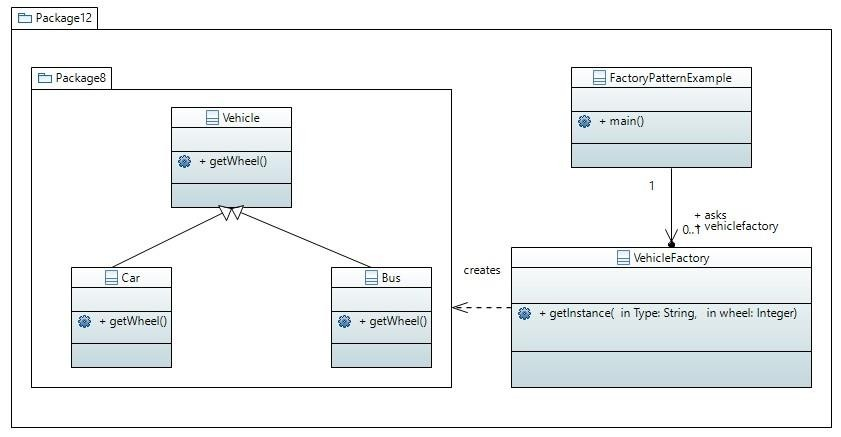 Package12
Package8
Vehicle
+ getWheel()
Car
+ getWheel()
Bus
+ getWheel()
FactoryPatternExample
+ main()
1
+ asks
0..1
+ vehiclefactory
creates
VehicleFactory
+ getInstance( in Type: String, in wheel: Integer)